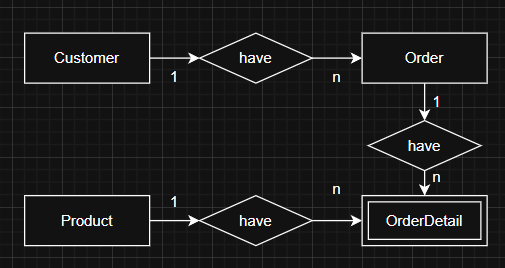 Customer
have
Order
1
n
1
have
n
Product
1
have
n
OrderDetail